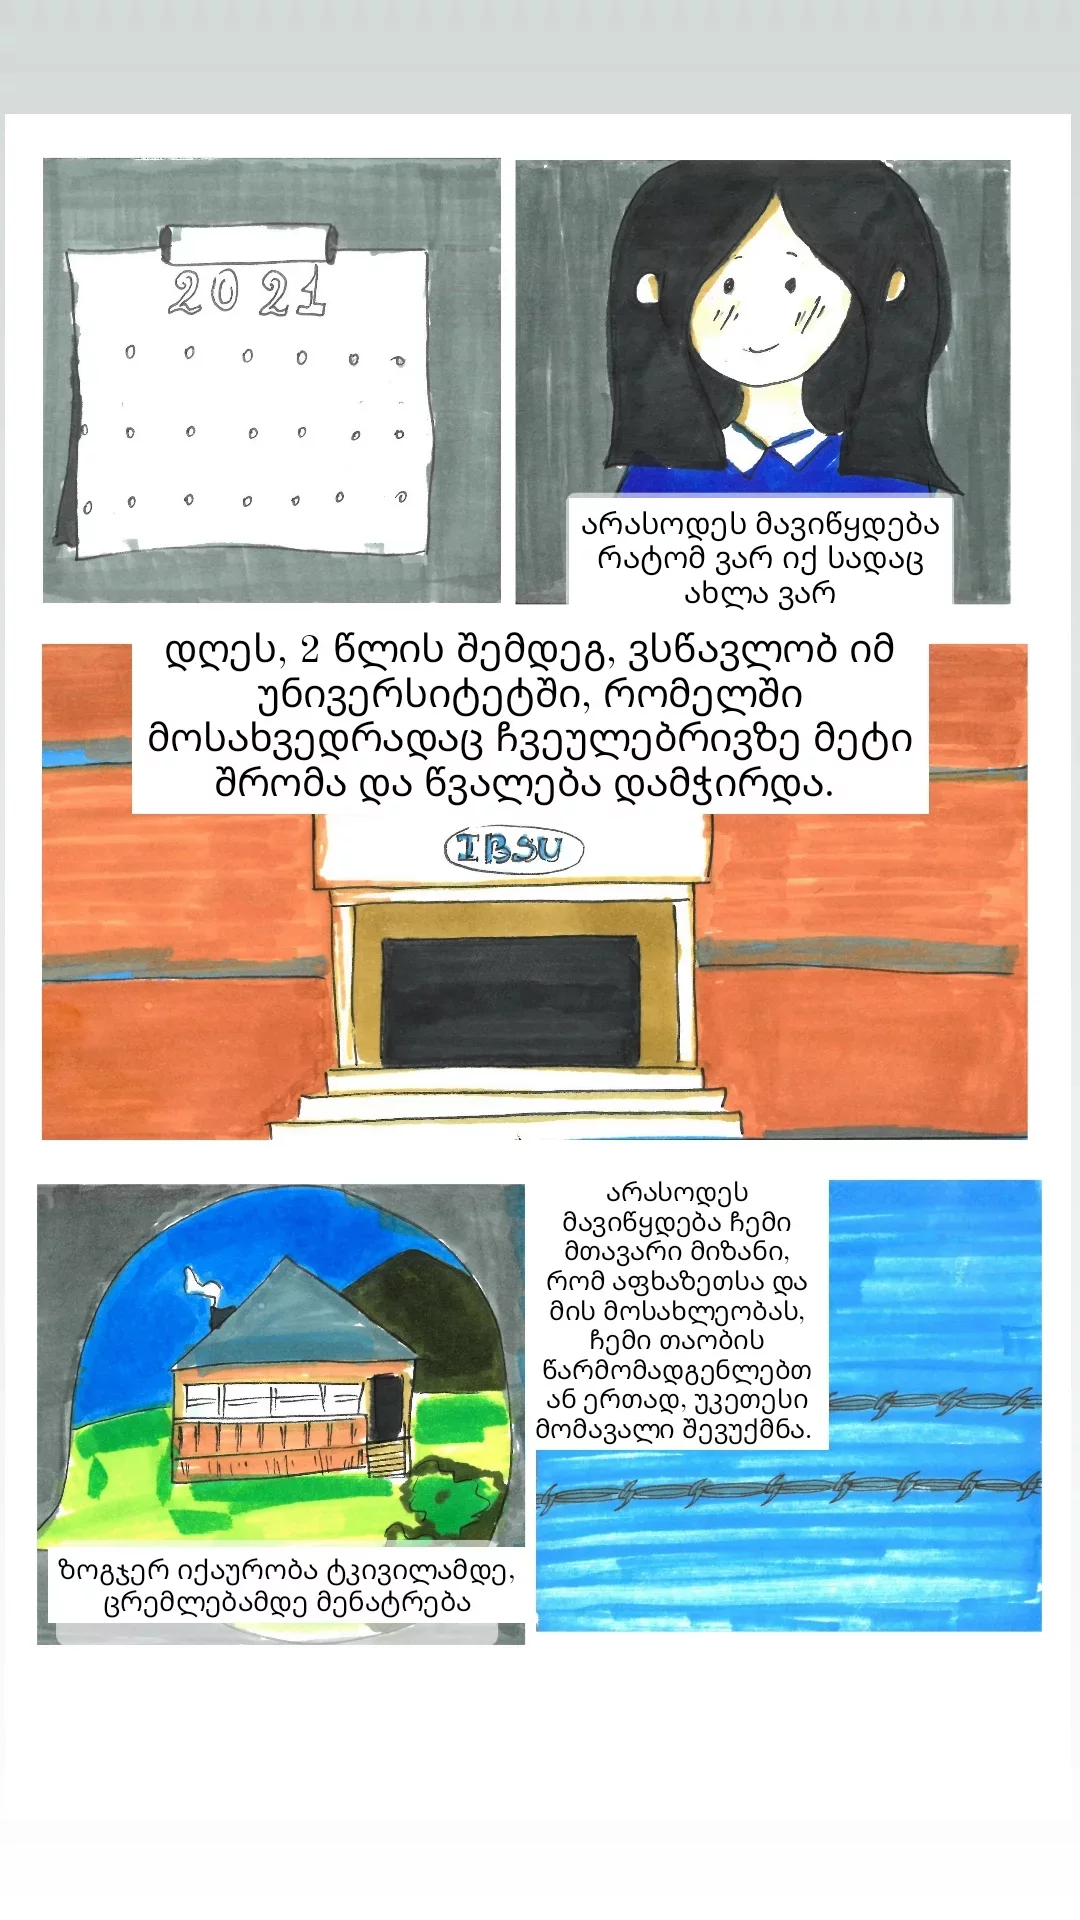 2021
არასოდეს მავიწყდება
რატომ ვარ იქ სადაც
ახლა ვარ
დღეს, 2 წლის შემდეგ, ვსწავლობ იმ
უნივერსიტეტში, რომელში
მოსახვედრადაც ჩვეულებრივზე მეტი
შრომა და წვალება დამჭირდა.
IBSU
არასოდეს
მავიწყდება ჩემი
მთავარი მიზანი,
რომ აფხაზეთსა და
მის მოსახლეობას,
ჩემი თაობის
წარმომადგენლებთ
ან ერთად, უკეთესი
მომავალი შევუქმნა.
ზოგჯერ იქაურობა ტკივილამდე,
ცრემლებამდე მენატრება